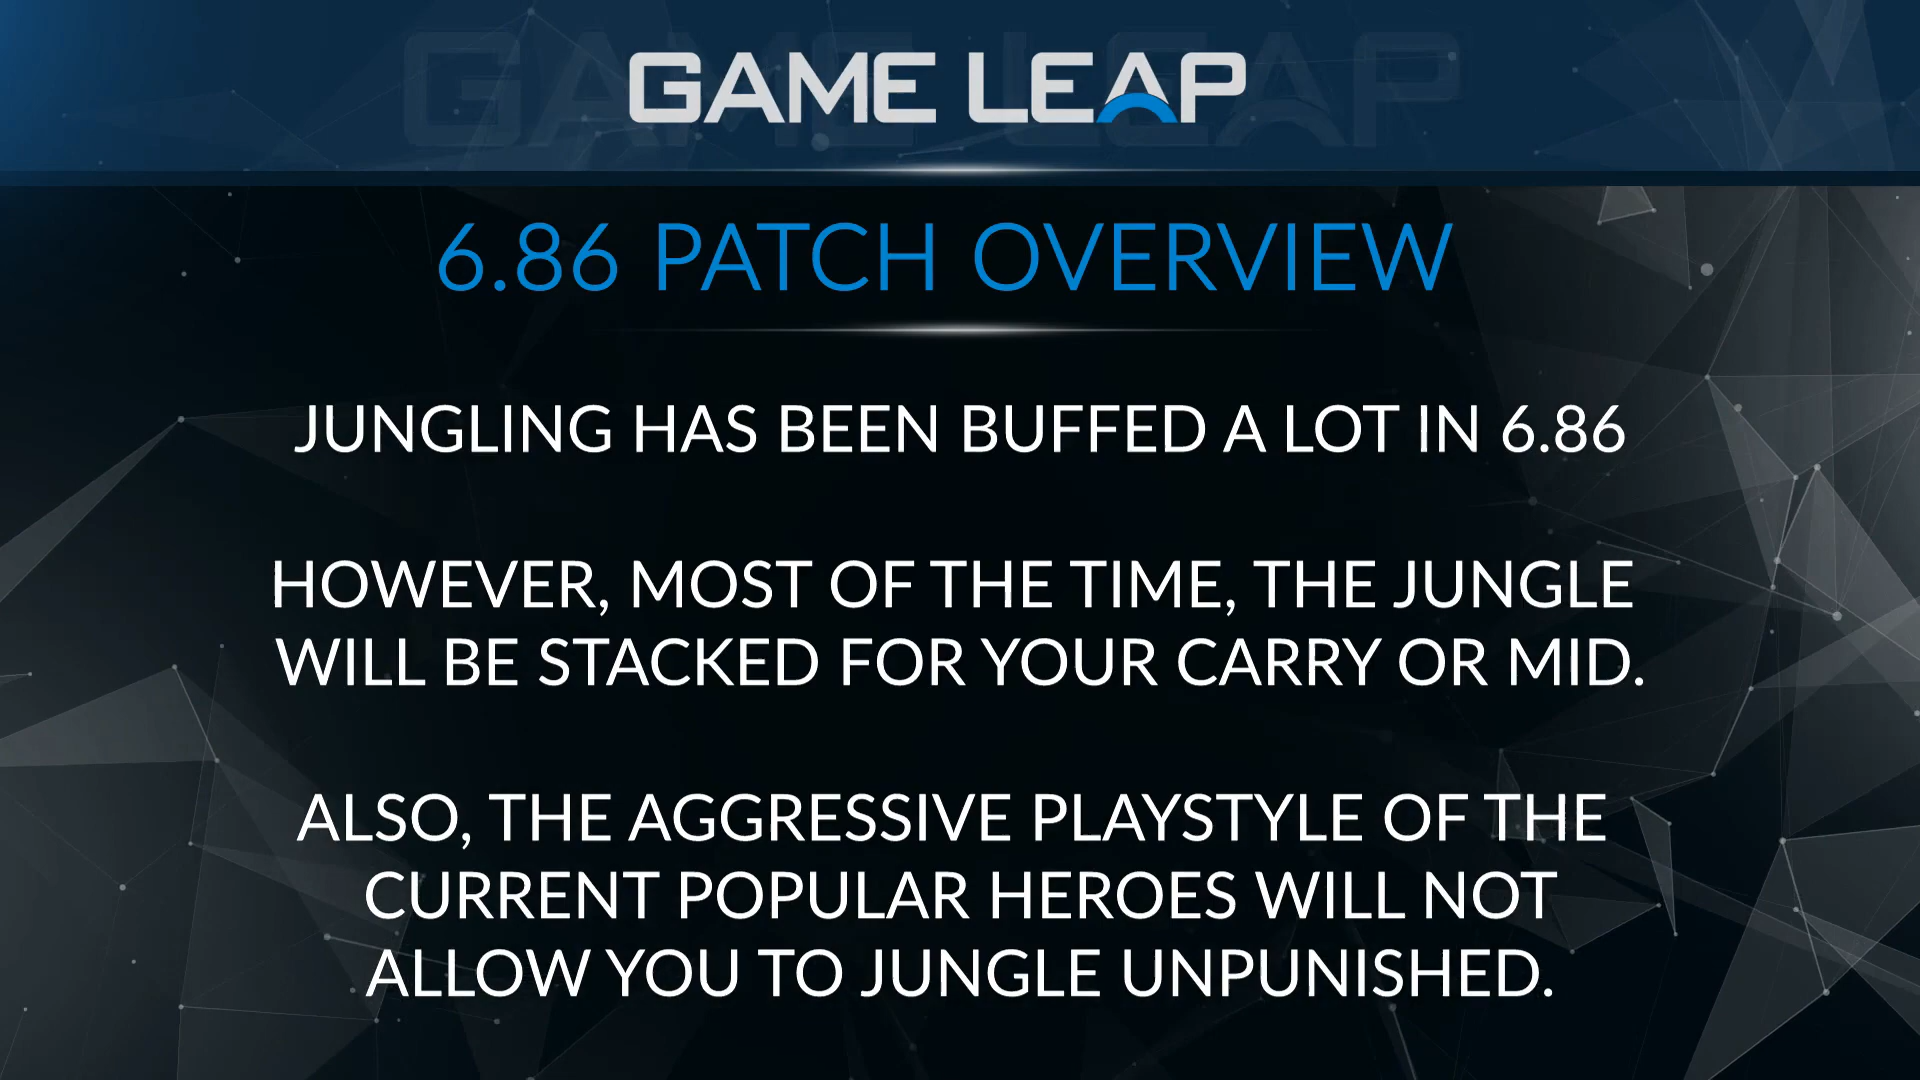 GAME LEAP
6.86 PATCH OVERVIEW
JUNGLING HAS BEEN BUFFED A LOT IN 6.86
HOWEVER, MOST OF THE TIME, THE JUNGLE
WILL BE STACKED FOR YOUR CARRY OR MID.
ALSO, THE AGGRESSIVE PLAYSTYLE OF THE
CURRENT POPULAR HEROES WILL NOT
ALLOW YOU TO JUNGLE UNPUNISHED.